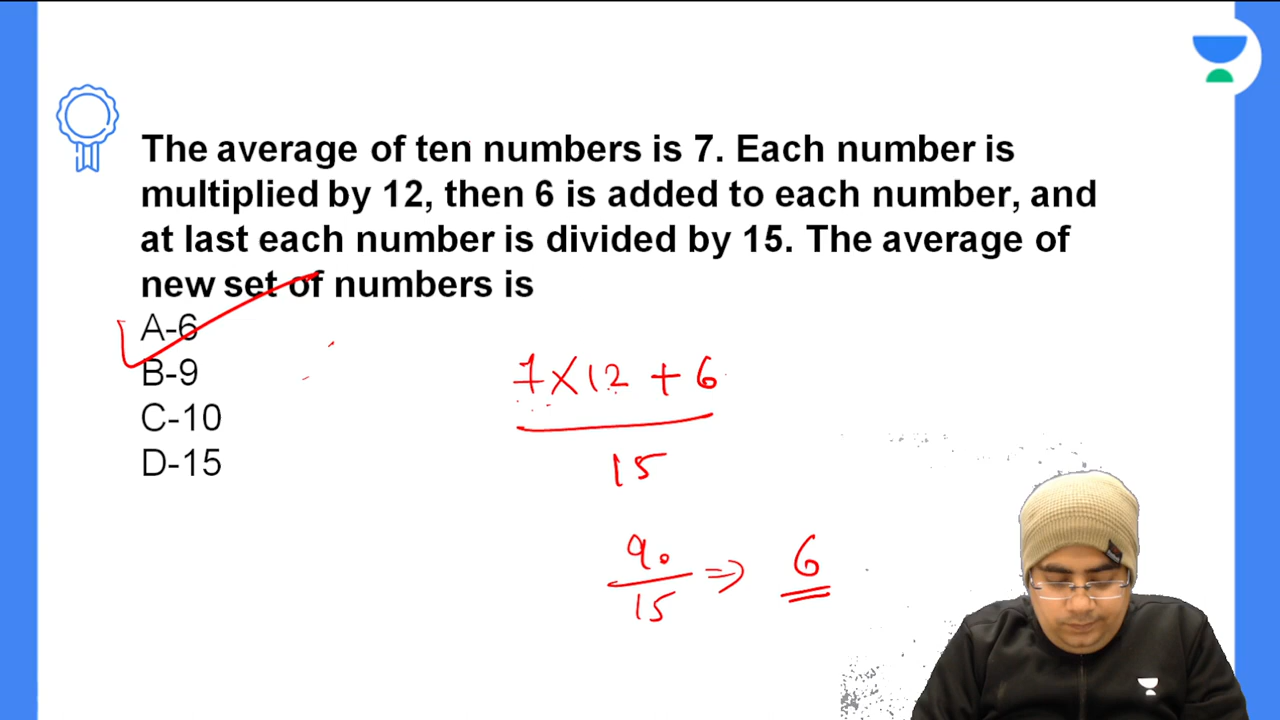 The average of ten numbers is 7. Each number is
multiplied by 12, then 6 is added to each number, and
at last each number is divided by 15. The average of
new set of numbers is
A-6
B-9
C-10
D-15
7×12 + 6
15
90
15
⇒ 6